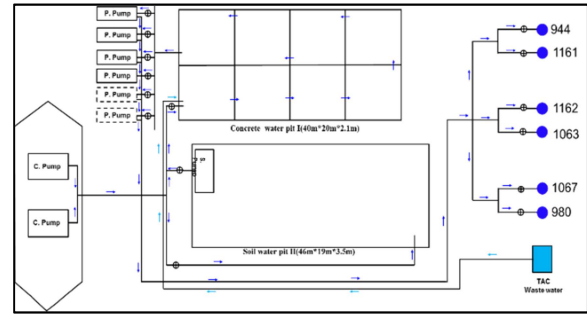 P. Pump
P. Pump
P. Pump
P. Pump
P. Pump
P. Pump
Concrete water pit I(40m*20m*2.1m)
C. Pump
C. Pump
P. Pump
Soil water pit II(46m*19m*3.5m)
944
1161
1162
1063
1067
980
TAC
Waste water